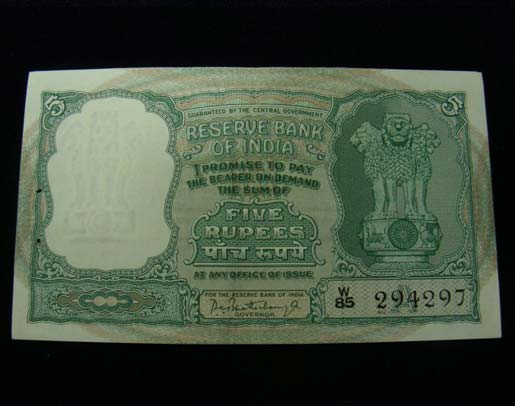 5 5
GUARANTEED BY THE CENTRAL GOVERNMENT
RESERVE BANK
OF INDIA
I PROMISE TO PAY
THE BEARER ON DEMAND
THE SUM OF
FIVE
RUPEES
पाँच रूपये
AT ANY OFFICE OF ISSUE
FOR THE RESERVE BANK OF INDIA
GOVERNOR
W/85 294297